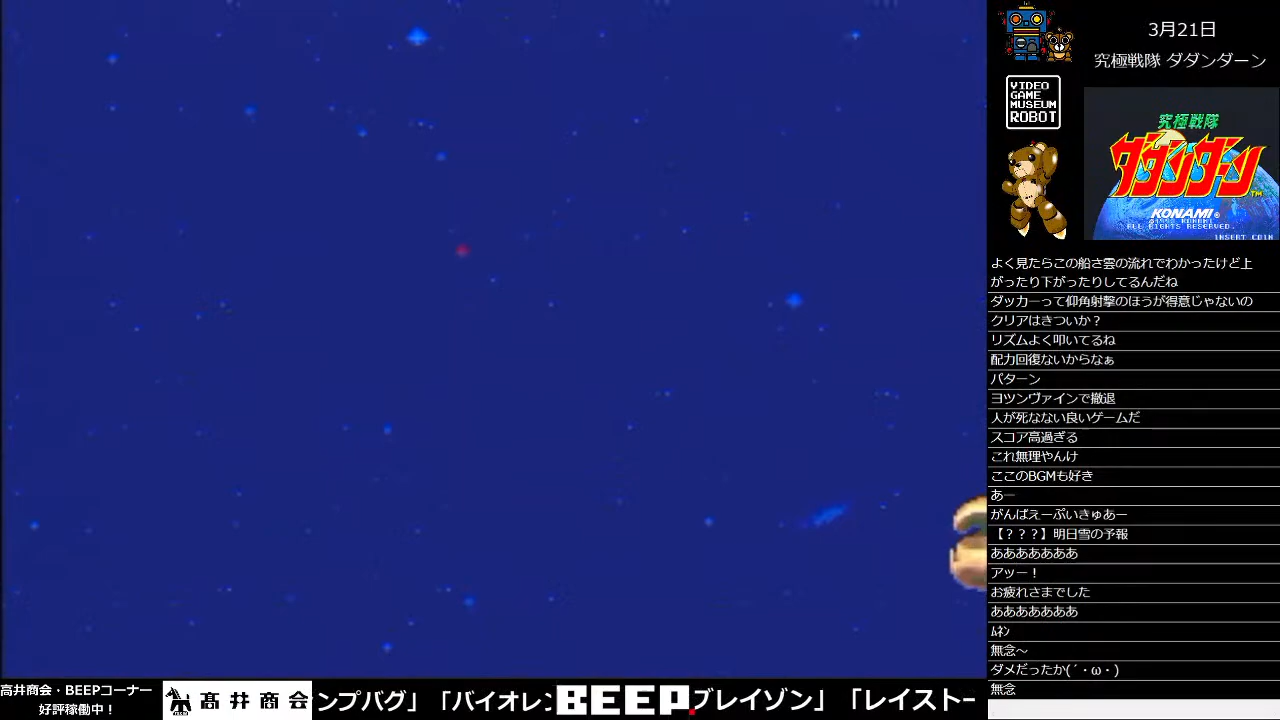 3月21日
究極戦隊 ダダンダーン
VIDEO
GAME
MUSEUM
ROBOT
究極戦隊
ダダンダーン
TM
KONAMI®
ALL RIGHTS RESERVED.
INSERT COIN
よく見たらこの船さ雲の流れでわかったけど上
がったり下がったりしてるんだね
ダッカーって仰角射撃のほうが得意じゃないの
クリアはきついか？
リズムよく叩いてるね
配力回復ないからなぁ
パターン
ヨツンヴァインで撤退
人が死なない良いゲームだ
スコア高過ぎる
これ無理やんけ
ここのBGMも好き
あー
がんばえーぷいきゅあー
【？？？】明日雪の予報
あああああああ
アッー！
お疲れさまでした
あああああああ
ﾑﾈﾝ
無念～
ダメだったか(´・ω・)
無念
高井商会・BEEPコーナー
好評稼働中！
髙井商会
ンプバグ」「バイオレン
BEEP.
ブレイゾン」「レイストー